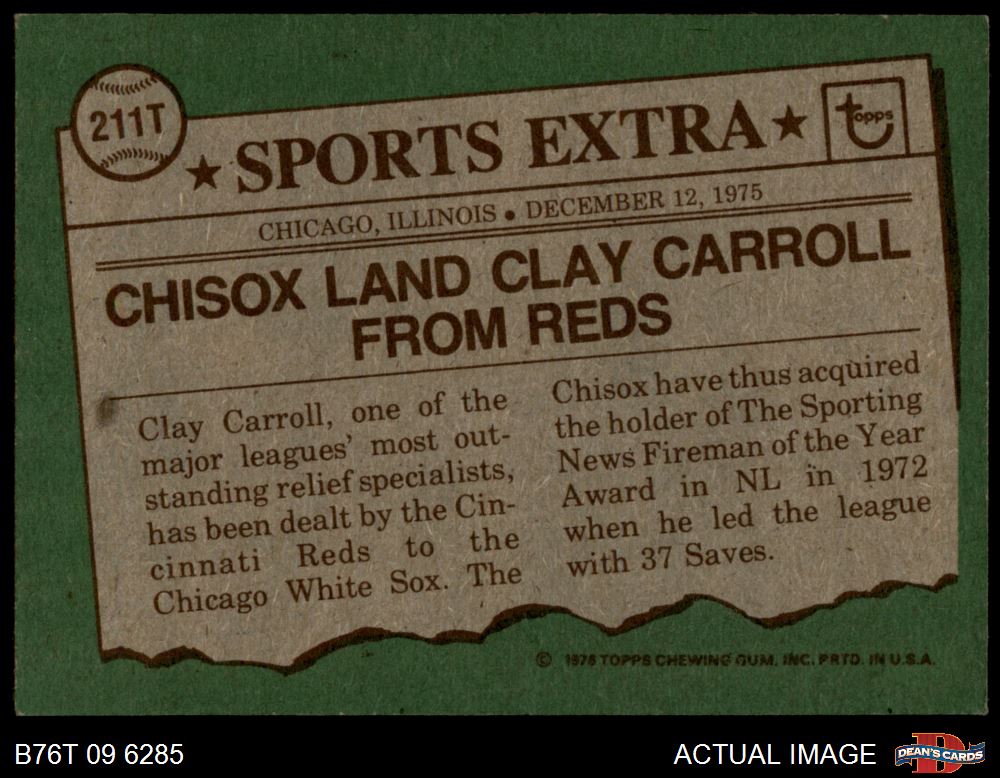 211T
★ SPORTS EXTRA ★
topps
CHICAGO, ILLINOIS • DECEMBER 12, 1975
CHISOX LAND CLAY CARROLL
FROM REDS
Clay Carroll, one of the
major leagues' most out-
standing relief specialists,
has been dealt by the Cin-
cinnati Reds to the
Chicago White Sox. The
Chisox have thus acquired
the holder of The Sporting
News Fireman of the Year
Award in NL in 1972
when he led the league
with 37 Saves.
© 1976 TOPPS CHEWING GUM, INC. PRTD. IN U.S.A.
B76T 09 6285
ACTUAL IMAGE
DEAN'S CARDS